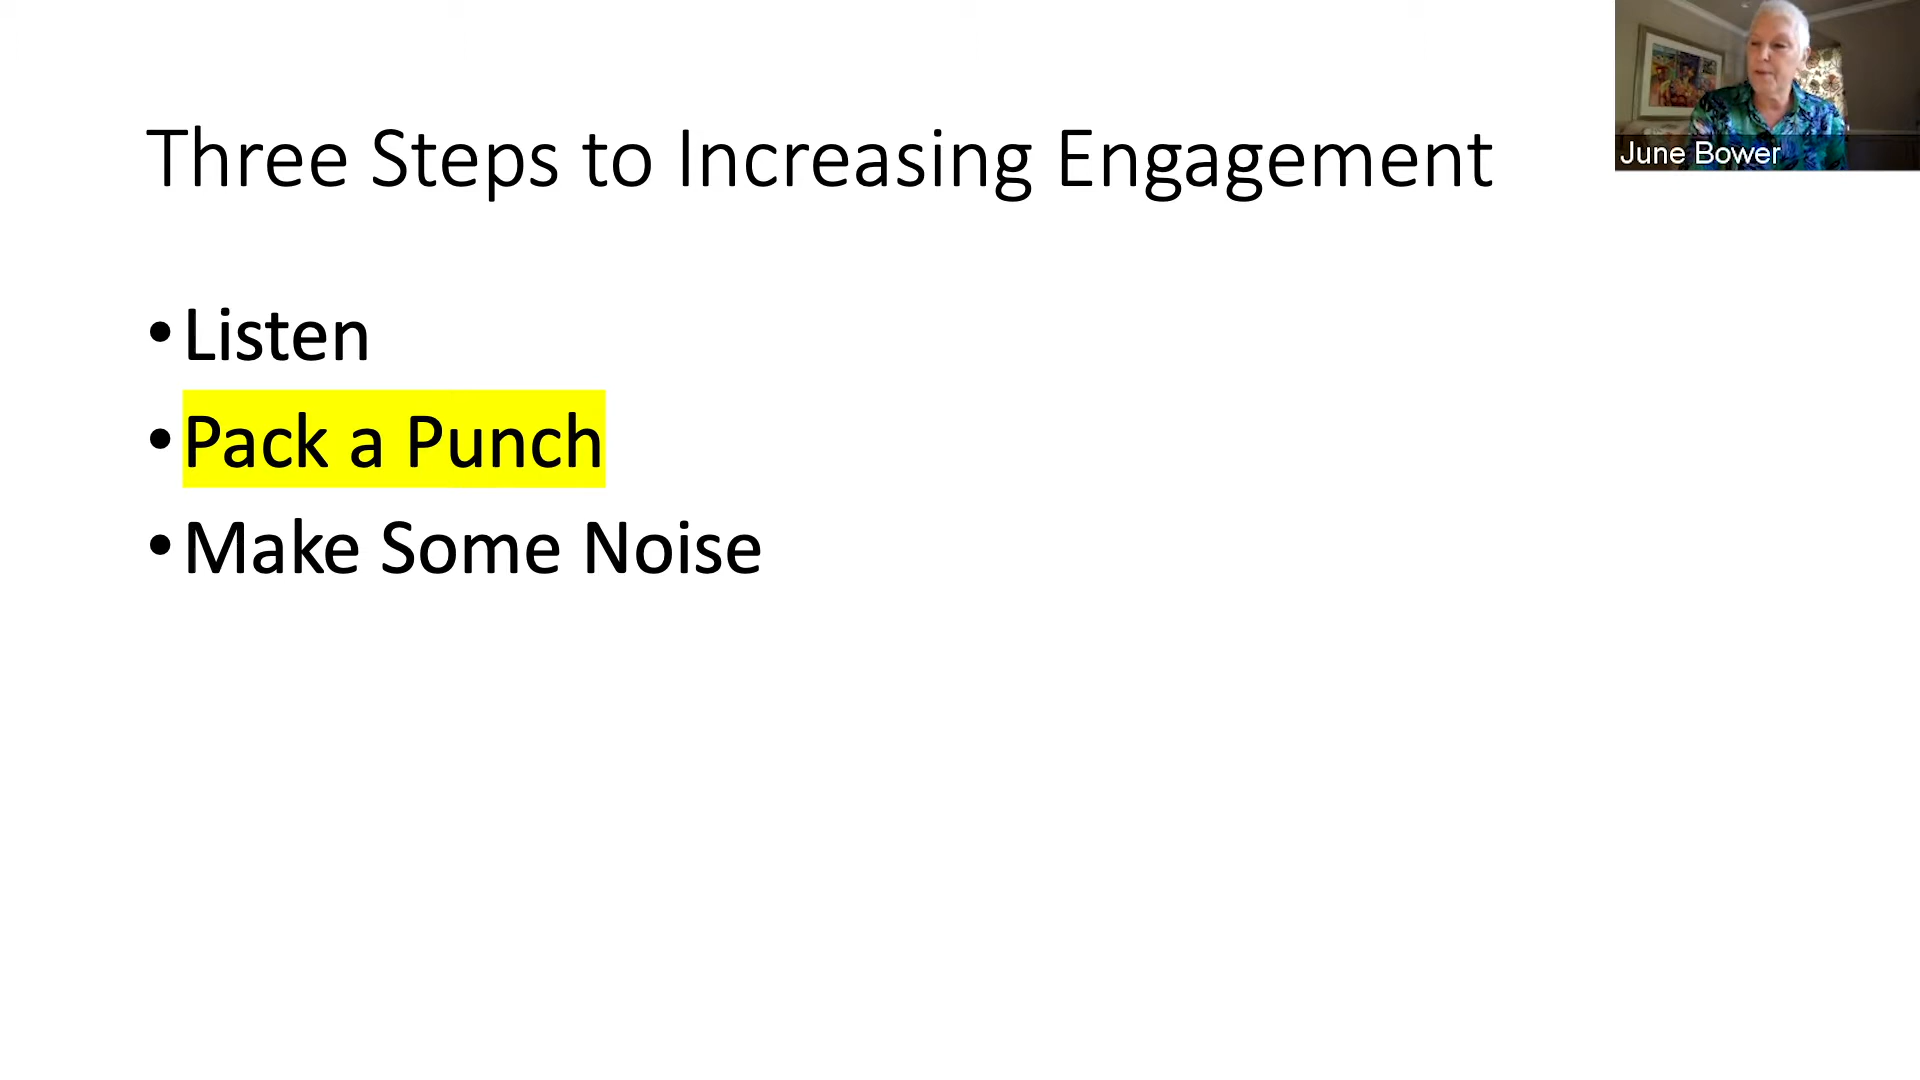 Three Steps to Increasing Engagement
June Bower
• Listen
• Pack a Punch
• Make Some Noise